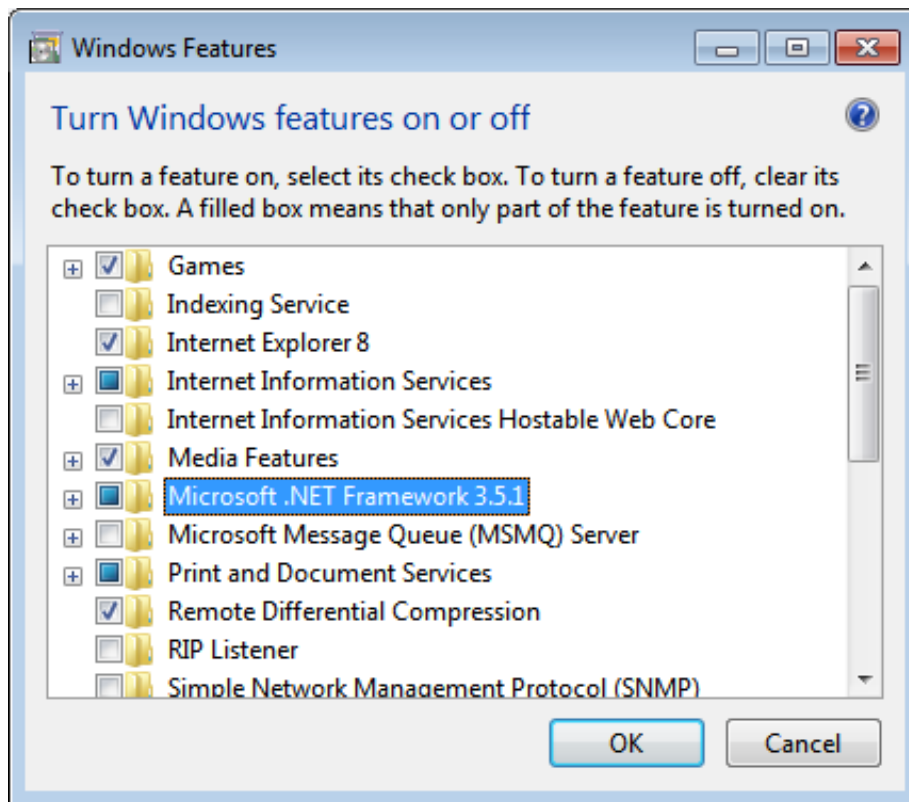 Windows Features
Turn Windows features on or off
To turn a feature on, select its check box. To turn a feature off, clear its
check box. A filled box means that only part of the feature is turned on.
Games
Indexing Service
Internet Explorer 8
Internet Information Services
Internet Information Services Hostable Web Core
Media Features
Microsoft .NET Framework 3.5.1
Microsoft Message Queue (MSMQ) Server
Print and Document Services
Remote Differential Compression
RIP Listener
Simple Network Management Protocol (SNMP)
OK Cancel